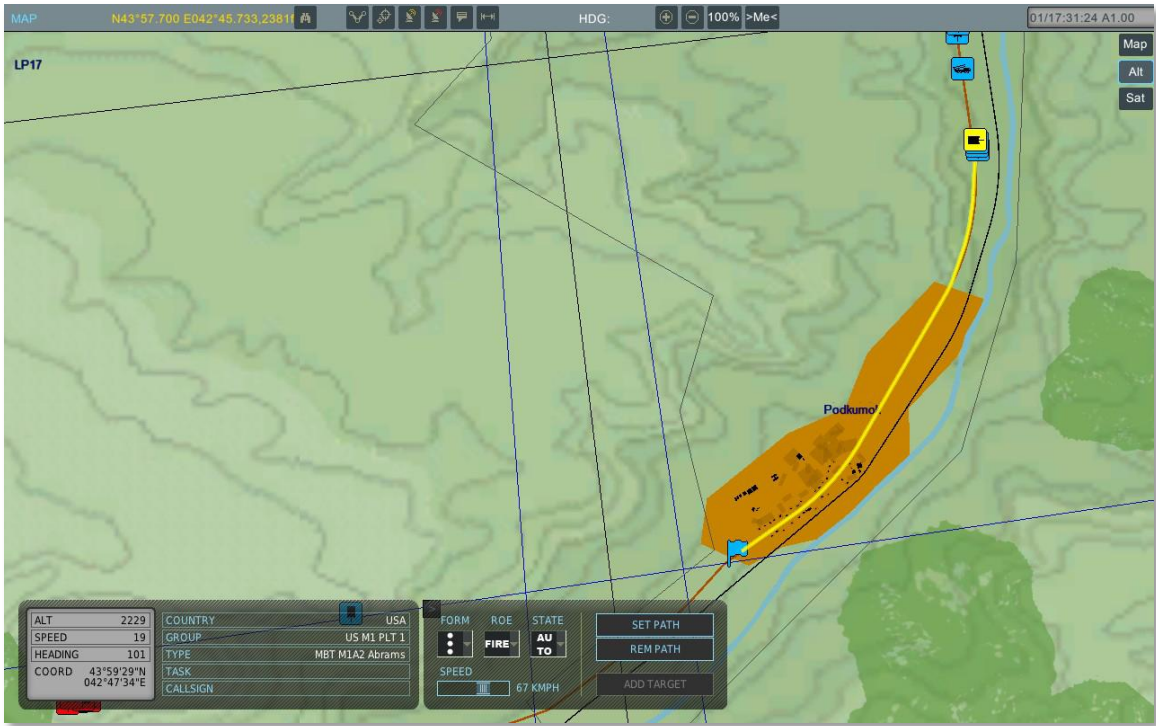 MAP N43°57.700 E042°45.733,2381f HDG: 100% >Me< 01/17:31:24 A1.00
Map
LP17
Alt
Sat
Podkumo
ALT 2229
SPEED 19
HEADING 101
COORD 43°59'29"N
042°47'34"E
COUNTRY USA
GROUP US M1 PLT 1
TYPE MBT M1A2 Abrams
TASK
CALLSIGN
FORM ROE STATE
FIRE
AU
TO
SPEED
67 KMPH
SET PATH
REM PATH
ADD TARGET